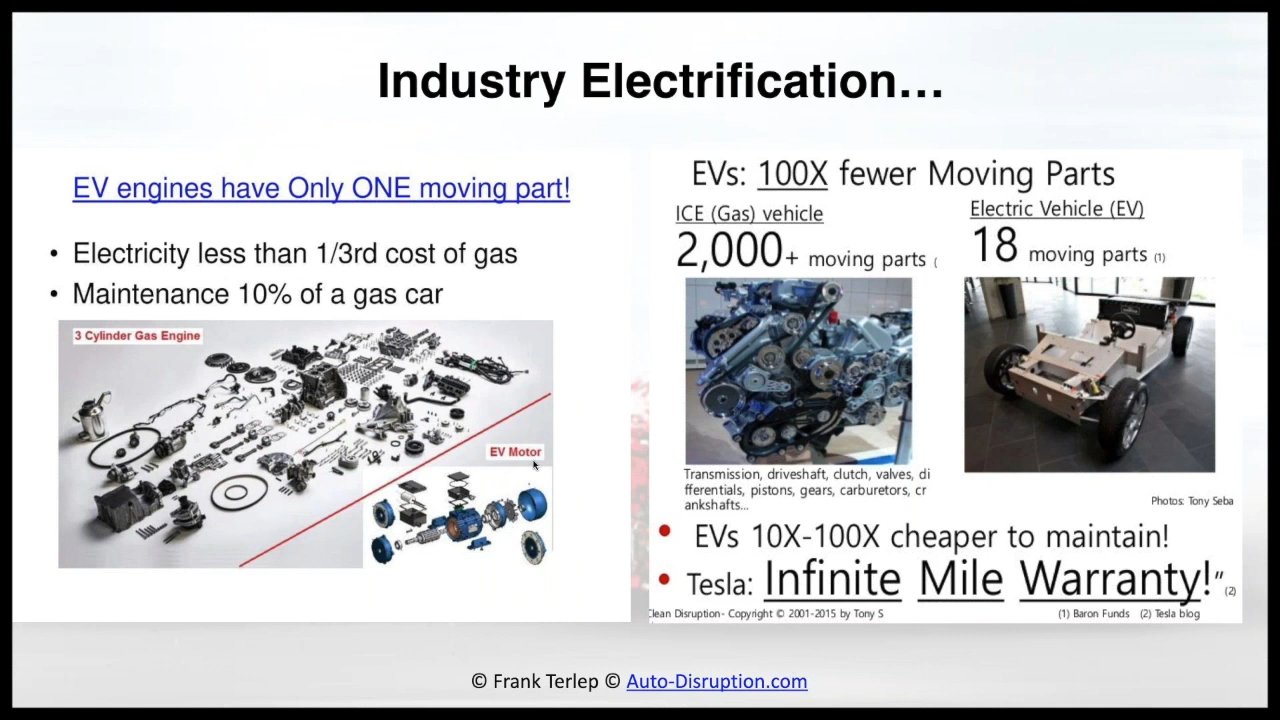 Industry Electrification…
EV engines have Only ONE moving part!
• Electricity less than 1/3rd cost of gas
• Maintenance 10% of a gas car
3 Cylinder Gas Engine
EV Motor
EVs: 100X fewer Moving Parts
ICE (Gas) vehicle
2,000+ moving parts (
Electric Vehicle (EV)
18 moving parts (1)
Transmission, driveshaft, clutch, valves, di
fferentials, pistons, gears, carburetors, cr
ankshafts...
Photos: Tony Seba
• EVs 10X-100X cheaper to maintain!
• Tesla: Infinite Mile Warranty!” (2)
Clean Disruption- Copyright © 2001-2015 by Tony S
(1) Baron Funds (2) Tesla blog
© Frank Terlep © Auto-Disruption.com